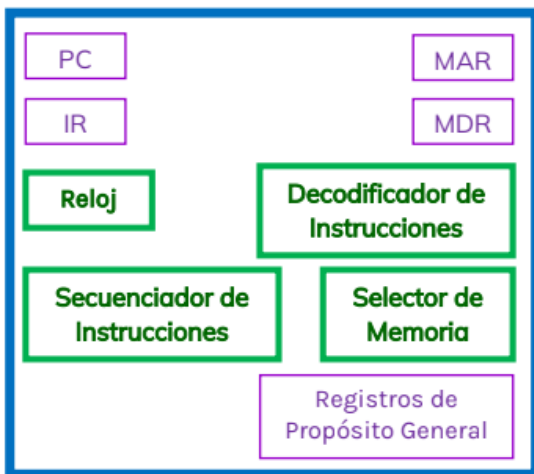 PC
MAR
IR
MDR
Reloj
Decodificador de
Instrucciones
Secuenciador de
Instrucciones
Selector de
Memoria
Registros de
Propósito General